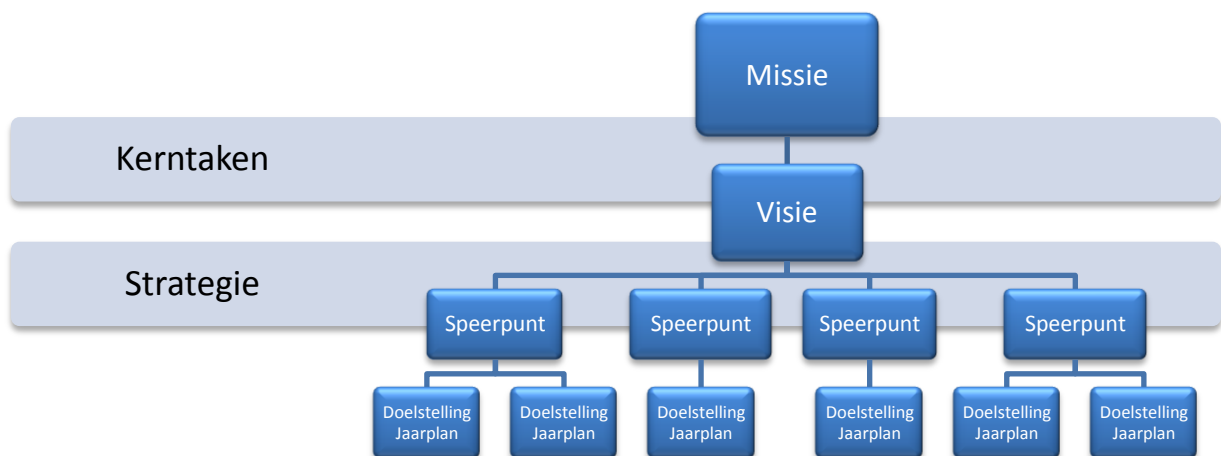 Missie
Kerntaken
Visie
Strategie
Speerpunt
Speerpunt
Speerpunt
Speerpunt
Doelstelling
Jaarplan
Doelstelling
Jaarplan
Doelstelling
Jaarplan
Doelstelling
Jaarplan
Doelstelling
Jaarplan
Doelstelling
Jaarplan